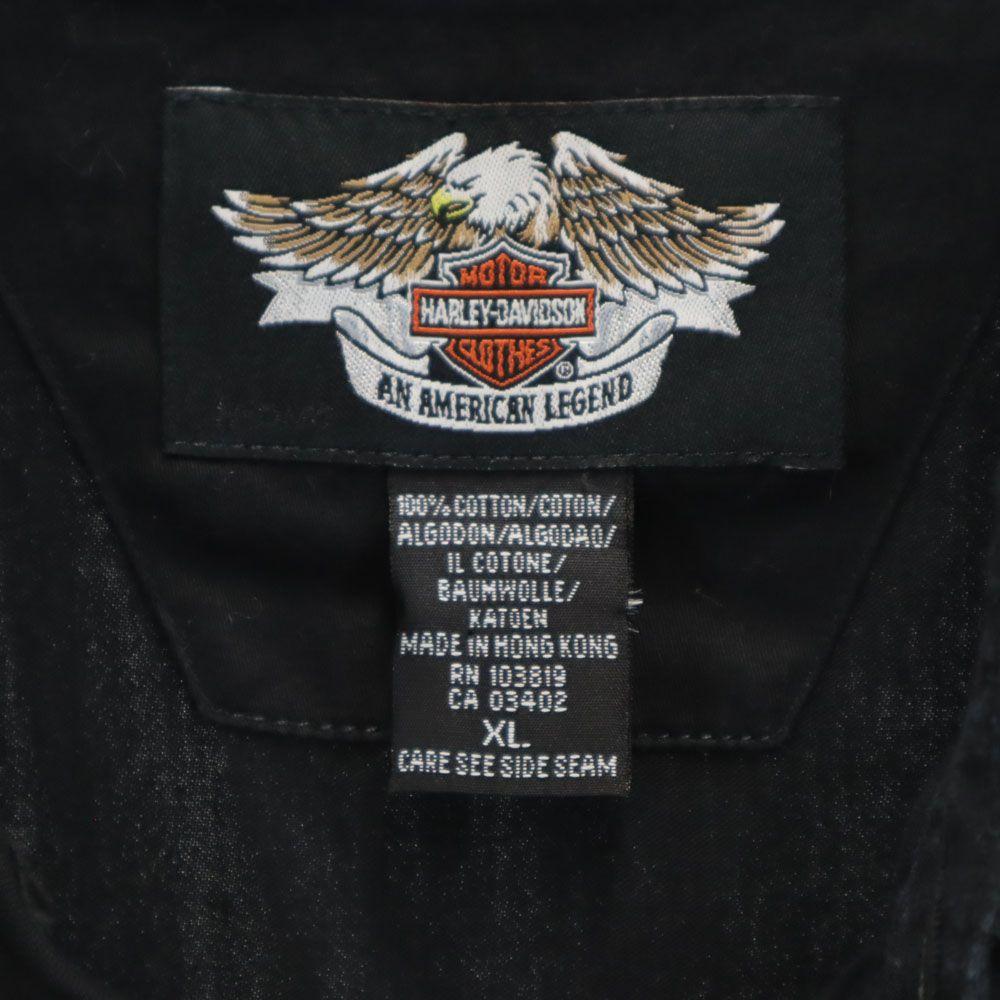 MOTOR
HARLEY-DAVIDSON
CLOTHES
®
AN AMERICAN LEGEND
100% COTTON/COTON/
ALGODON/ALGODAO/
IL COTONE/
BAUMWOLLE/
KATOEN
MADE IN HONG KONG
RN 103819
CA 03402
XL
CARE SEE SIDE SEAM